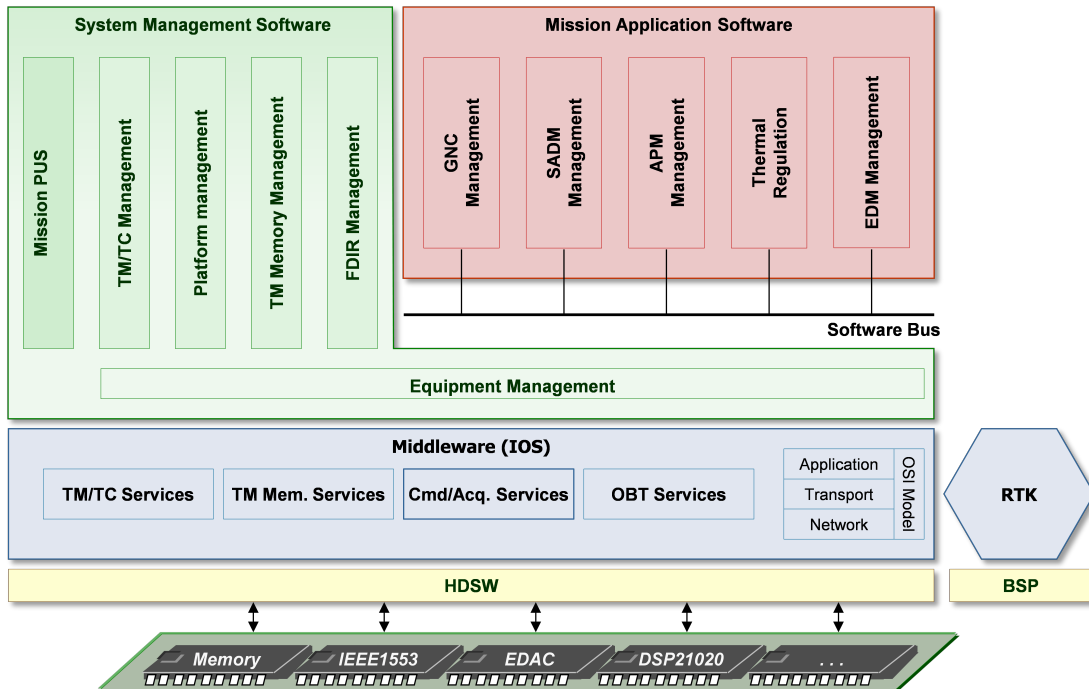 System Management Software
Mission Application Software
Mission PUS
TM/TC Management
Platform management
TM Memory Management
FDIR Management
GNC
Management
SADM
Management
APM
Management
Thermal
Regulation
EDM Management
Software Bus
Equipment Management
Middleware (IOS)
TM/TC Services
TM Mem. Services
Cmd/Acq. Services
OBT Services
Application
Transport
Network
OSI Model
RTK
HDSW
BSP
Memory
IEEE1553
EDAC
DSP21020
...